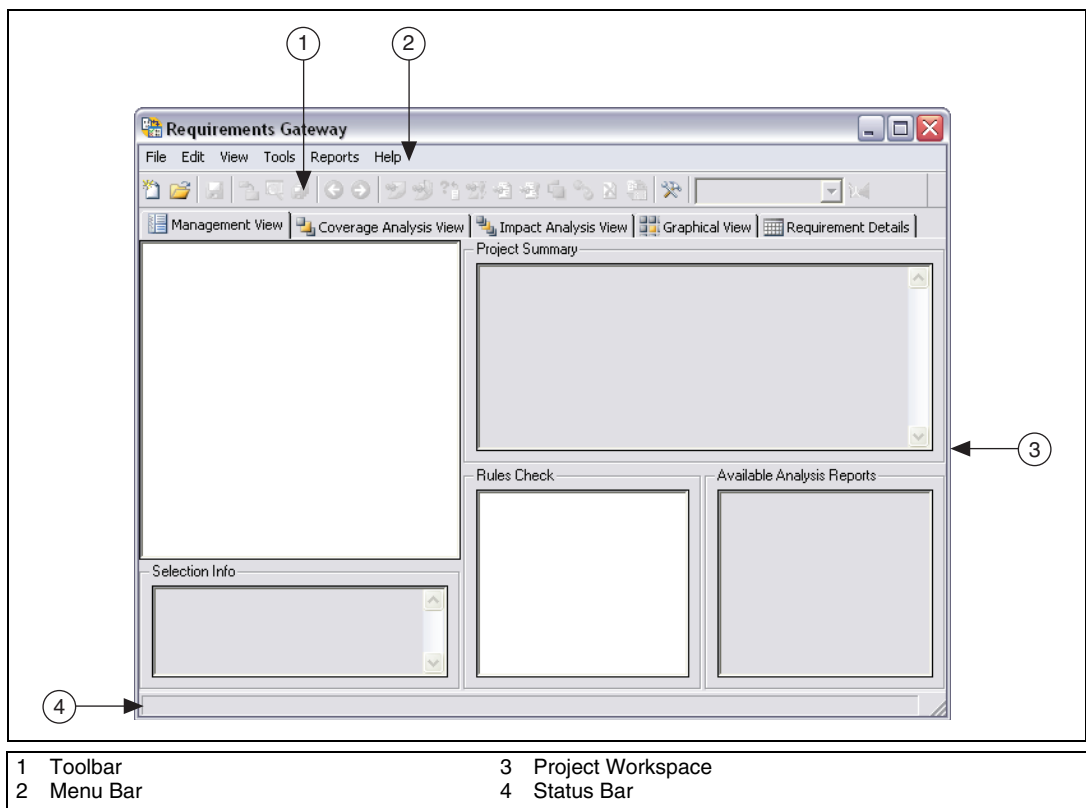 1 2
Requirements Gateway
File Edit View Tools Reports Help
Management View Coverage Analysis View Impact Analysis View Graphical View Requirement Details
Project Summary
3
Rules Check Available Analysis Reports
Selection Info
4
1 Toolbar 3 Project Workspace
2 Menu Bar 4 Status Bar